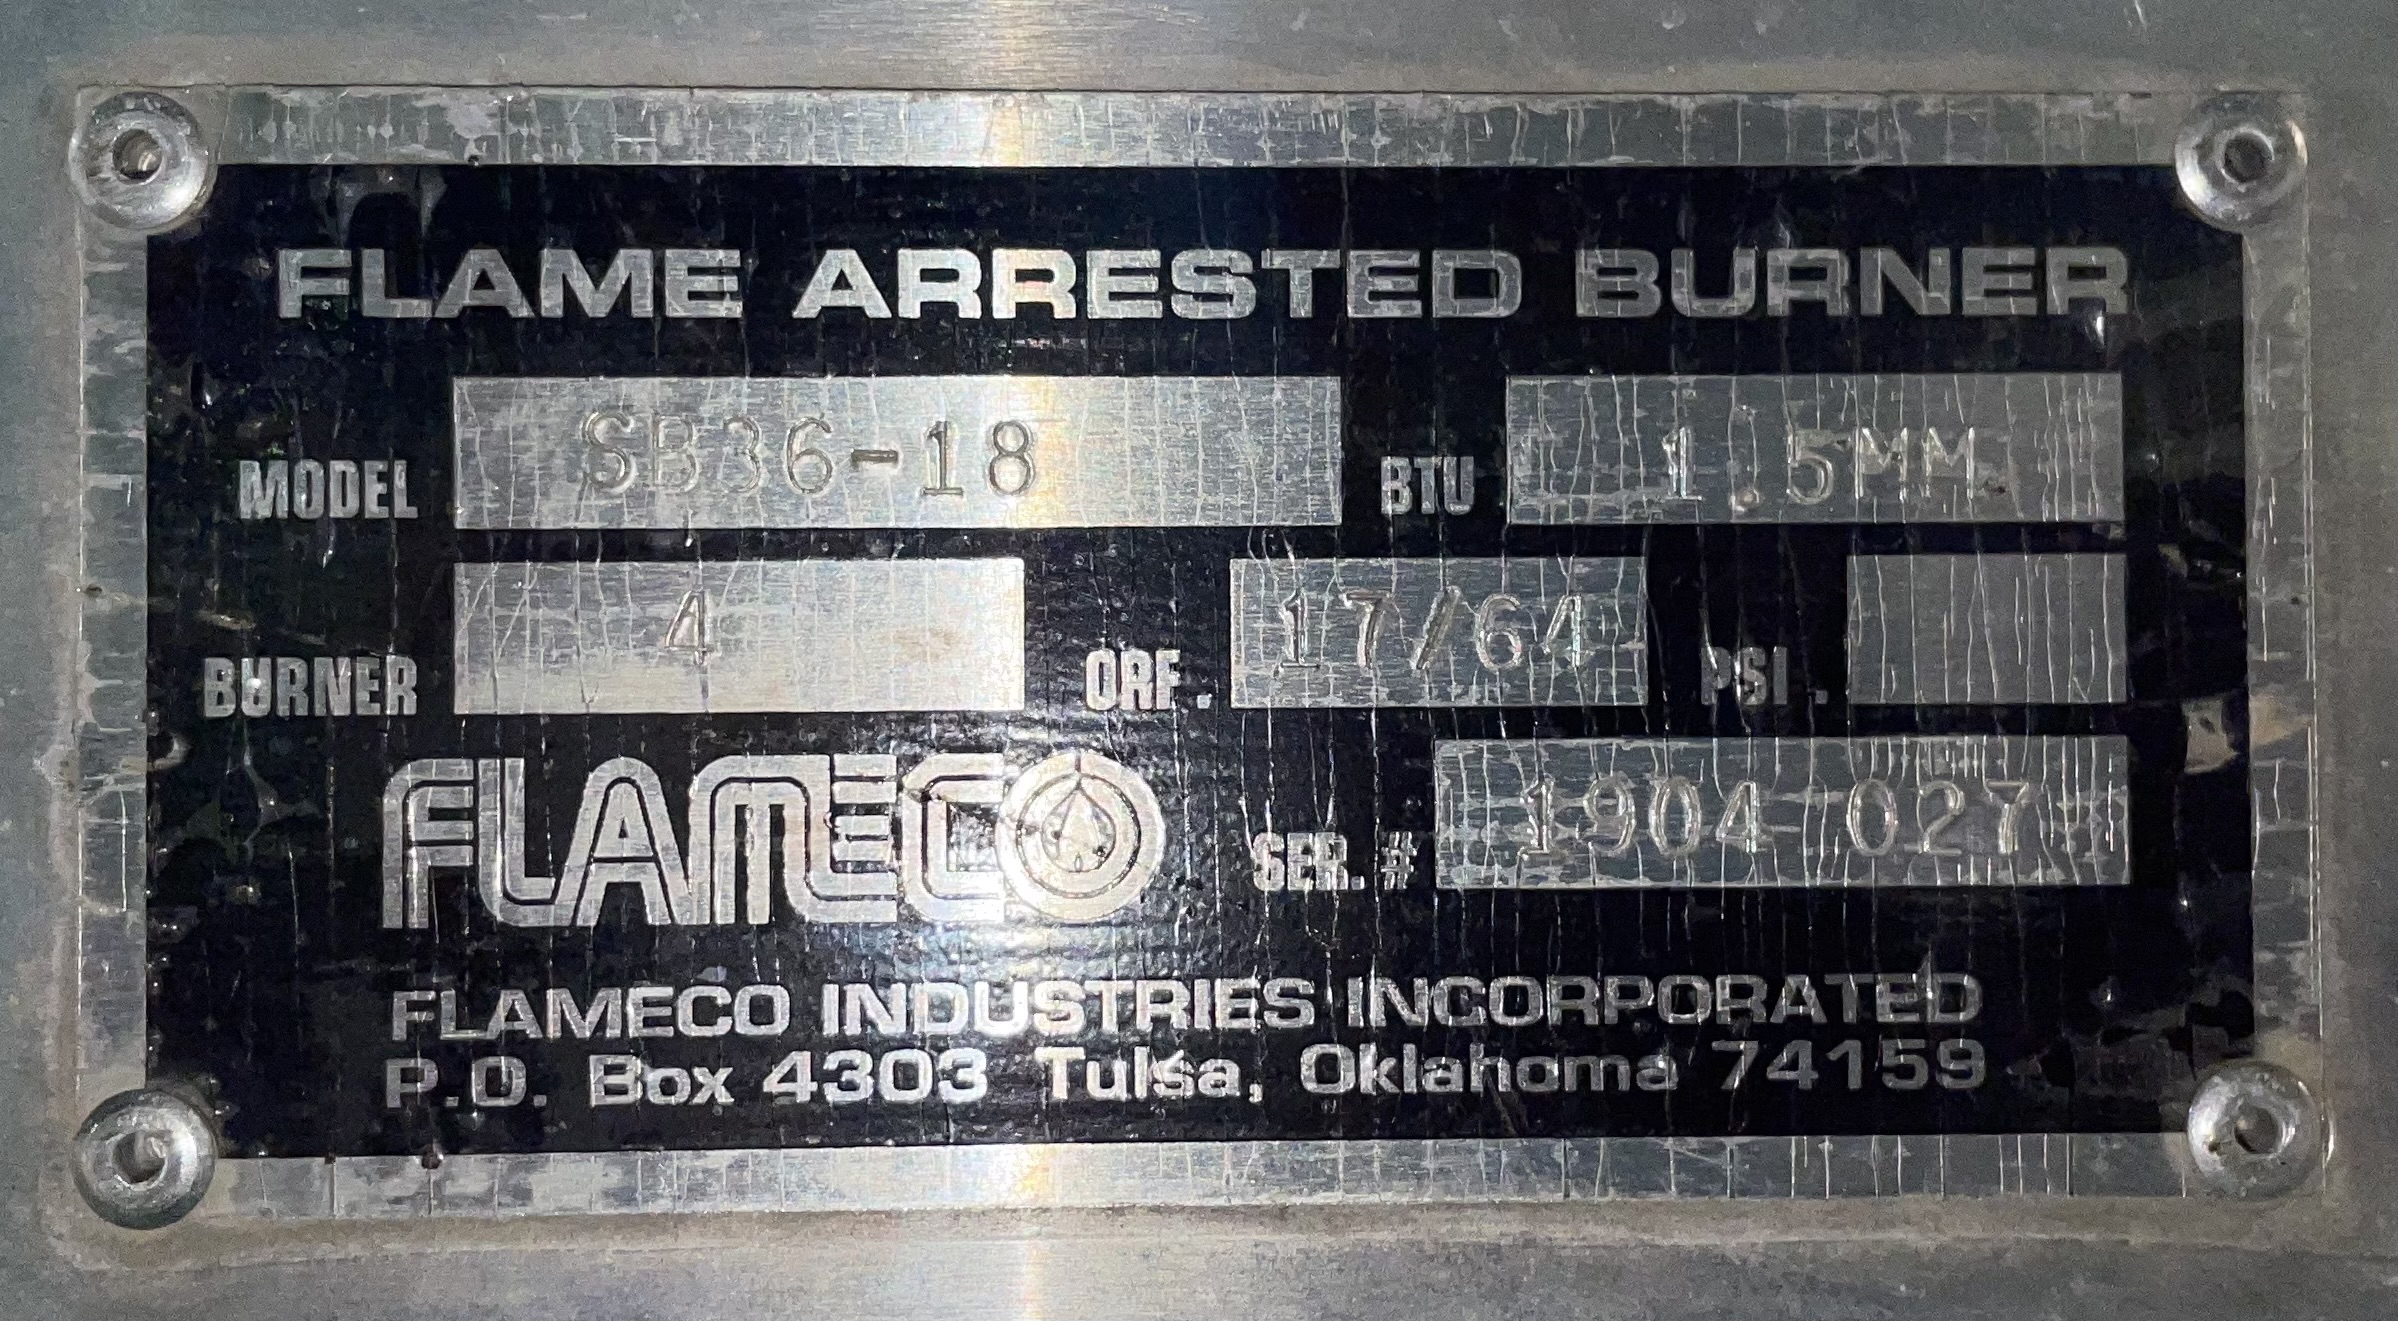 FLAME ARRESTED BURNER
MODEL SB36-18 BTU 1.5MM
BURNER 4 ORF. 17/64 PSI.
FLAMECO SER. # 1904 027
FLAMECO INDUSTRIES INCORPORATED
P.O. Box 4303 Tulsa, Oklahoma 74159